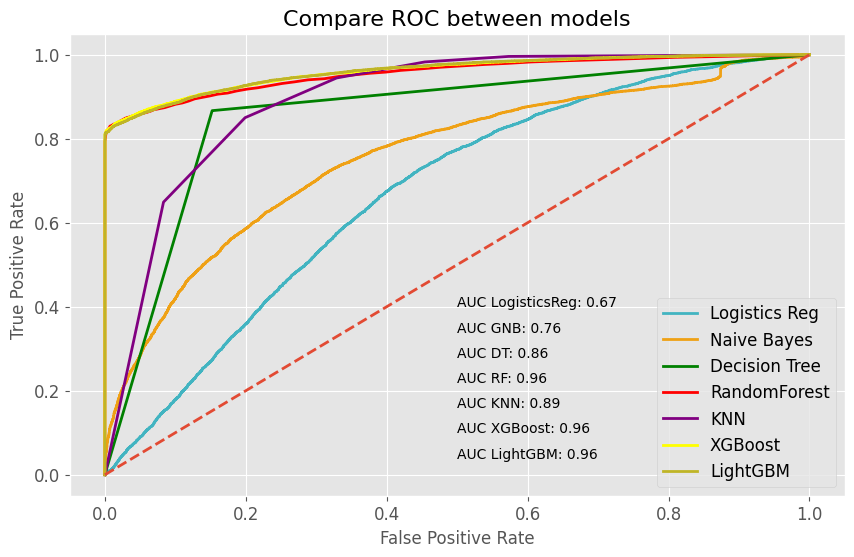 Compare ROC between models
True Positive Rate
1.0
0.8
0.6
0.4
0.2
0.0
AUC LogisticsReg: 0.67
AUC GNB: 0.76
AUC DT: 0.86
AUC RF: 0.96
AUC KNN: 0.89
AUC XGBoost: 0.96
AUC LightGBM: 0.96
Logistics Reg
Naive Bayes
Decision Tree
RandomForest
KNN
XGBoost
LightGBM
0.0 0.2 0.4 0.6 0.8 1.0
False Positive Rate